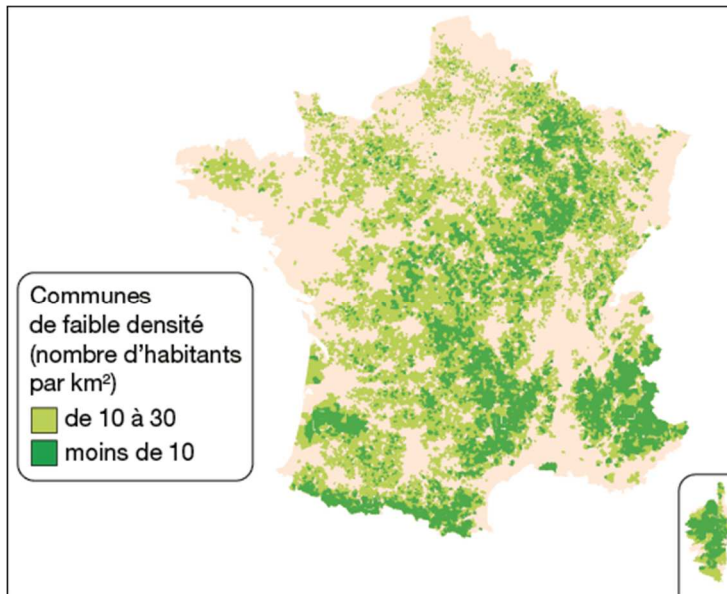 Communes
de faible densité
(nombre d'habitants
par km²)
de 10 à 30
moins de 10